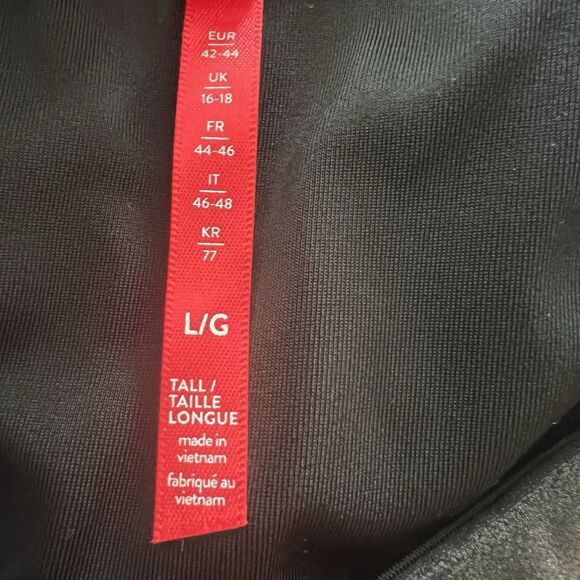 EUR
42-44
UK
16-18
FR
44-46
IT
46-48
KR
77
L/G
TALL /
TAILLE
LONGUE
made in
vietnam
fabriqué au
vietnam